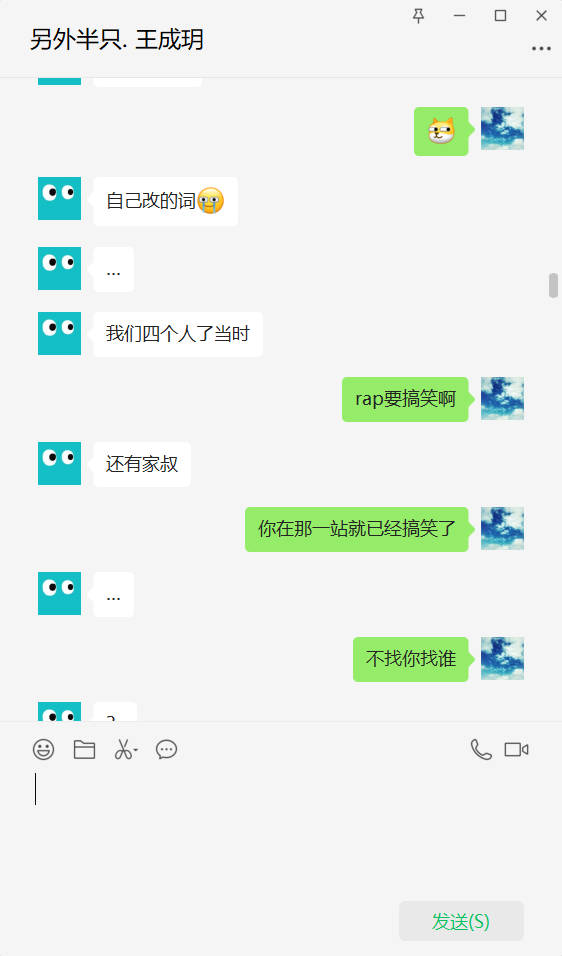 另外半只. 王成玥
自己改的词
...
我们四个人了当时
rap要搞笑啊
还有家叔
你在那一站就已经搞笑了
...
不找你找谁
发送(S)